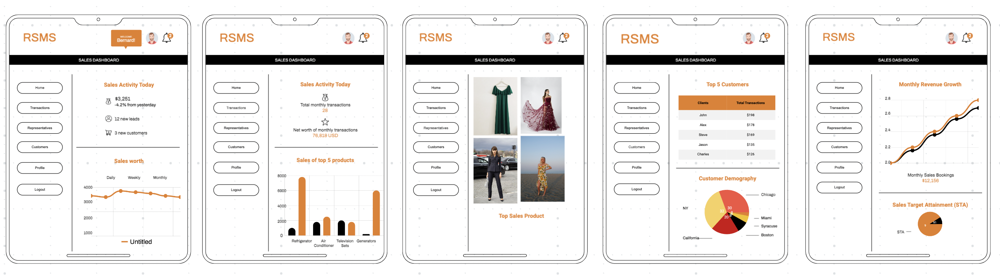 RSMS
WELCOME
Bernard!
2
SALES DASHBOARD
Home
Transactions
Representatives
Customers
Profile
Logout
Sales Activity Today
$3,251
-4.2% from yesterday
12 new leads
3 new customers
Sales worth
Daily Weekly Monthly
4000
3000
2000
1000
Untitled
RSMS
2
SALES DASHBOARD
Home
Transactions
Representatives
Customers
Profile
Logout
Sales Activity Today
Total monthly transactions
28
Net worth of monthly transactions
76,818 USD
Sales of top 5 products
8000
6000
4000
2000
0
Refrigerator Air Conditioner Television Sets Generators
RSMS
2
SALES DASHBOARD
Home
Transactions
Representatives
Customers
Profile
Logout
Top Sales Product
RSMS
2
SALES DASHBOARD
Home
Transactions
Representatives
Customers
Profile
Logout
Top 5 Customers
Clients Total Transactions
John $198
Alex $178
Steve $169
Jason $135
Charles $126
Customer Demography
Chicago
NY
32 30
20 8
Miami
Syracuse
Boston
California
RSMS
2
SALES DASHBOARD
Home
Transactions
Representatives
Customers
Profile
Logout
Monthly Revenue Growth
2.8
2.6
2.4
2.2
2.0
Monthly Sales Bookings
$12,156
Sales Target Attainment (STA)
9 91
STA